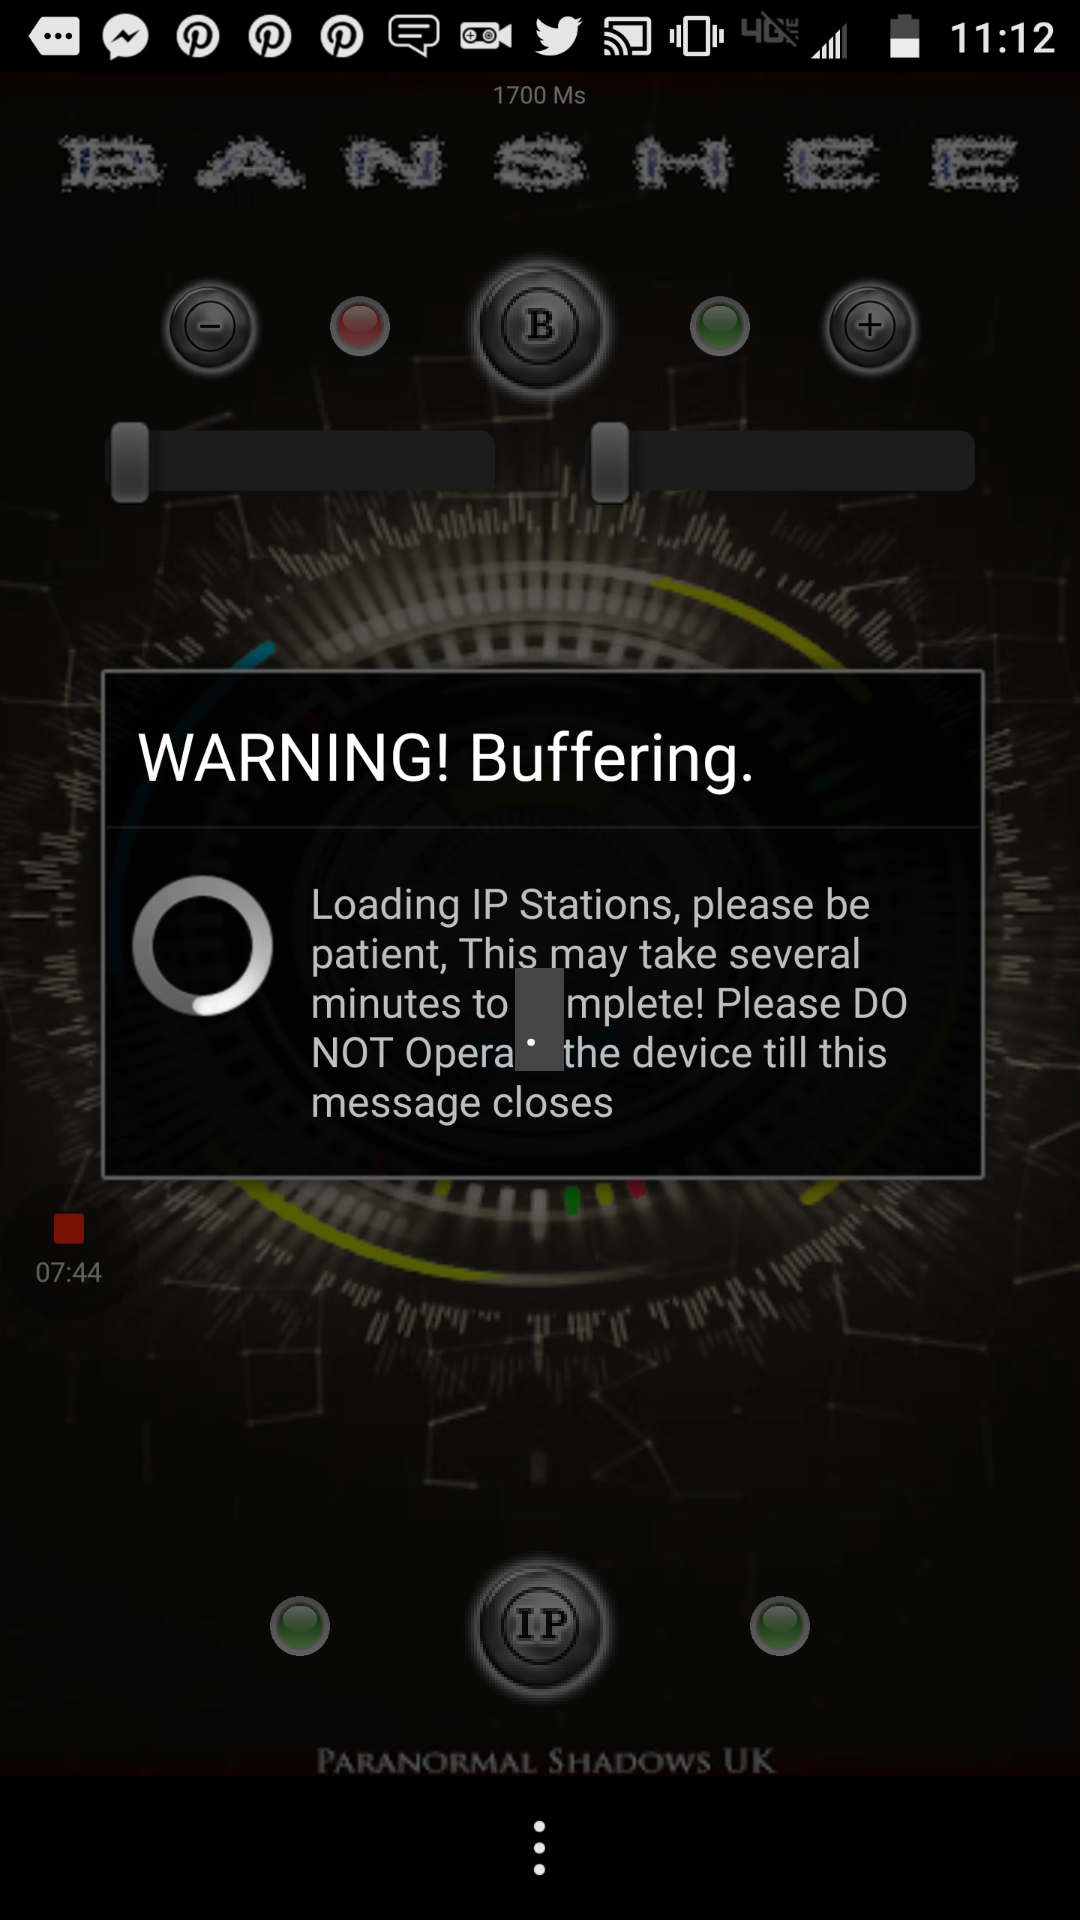 11:12
1700 Ms
BANSHEE
B
WARNING! Buffering.
Loading IP Stations, please be
patient, This may take several
minutes to mplete! Please DO
NOT Opera the device till this
message closes
07:44
IP
PARANORMAL SHADOWS UK